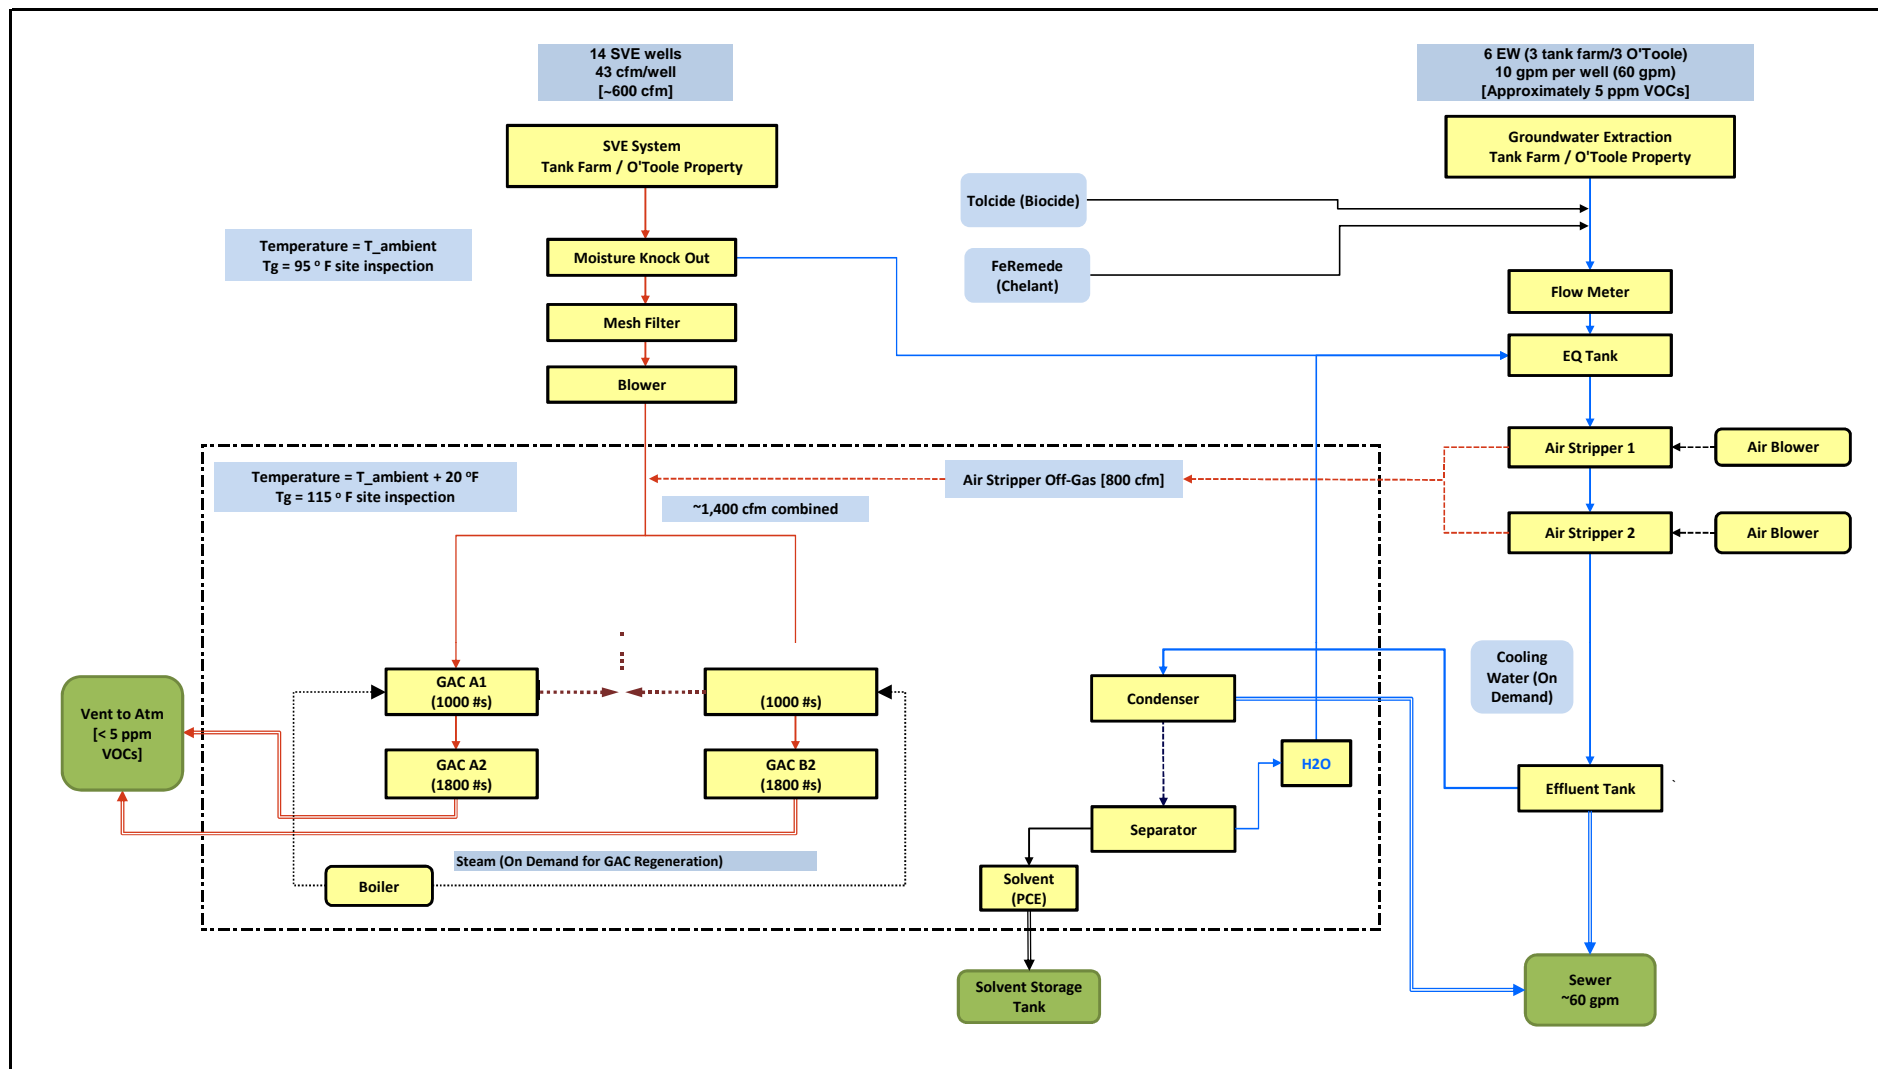 14 SVE wells
43 cfm/well
[~600 cfm]
6 EW (3 tank farm/3 O'Toole)
10 gpm per well (60 gpm)
[Approximately 5 ppm VOCs]
SVE System
Tank Farm / O'Toole Property
Groundwater Extraction
Tank Farm / O'Toole Property
Tolcide (Biocide)
Temperature = T_ambient
Tg = 95 ° F site inspection
Moisture Knock Out
FeRemede
(Chelant)
Flow Meter
Mesh Filter
EQ Tank
Blower
Air Stripper 1
Air Blower
Temperature = T_ambient + 20 °F
Tg = 115 ° F site inspection
Air Stripper Off-Gas [800 cfm]
~1,400 cfm combined
Air Stripper 2
Air Blower
GAC A1
(1000 #s)
(1000 #s)
Condenser
Cooling
Water (On
Demand)
Vent to Atm
[< 5 ppm
VOCs]
GAC A2
(1800 #s)
GAC B2
(1800 #s)
H2O
Effluent Tank
`
Separator
Steam (On Demand for GAC Regeneration)
Boiler
Solvent
(PCE)
Solvent Storage
Tank
Sewer
~60 gpm